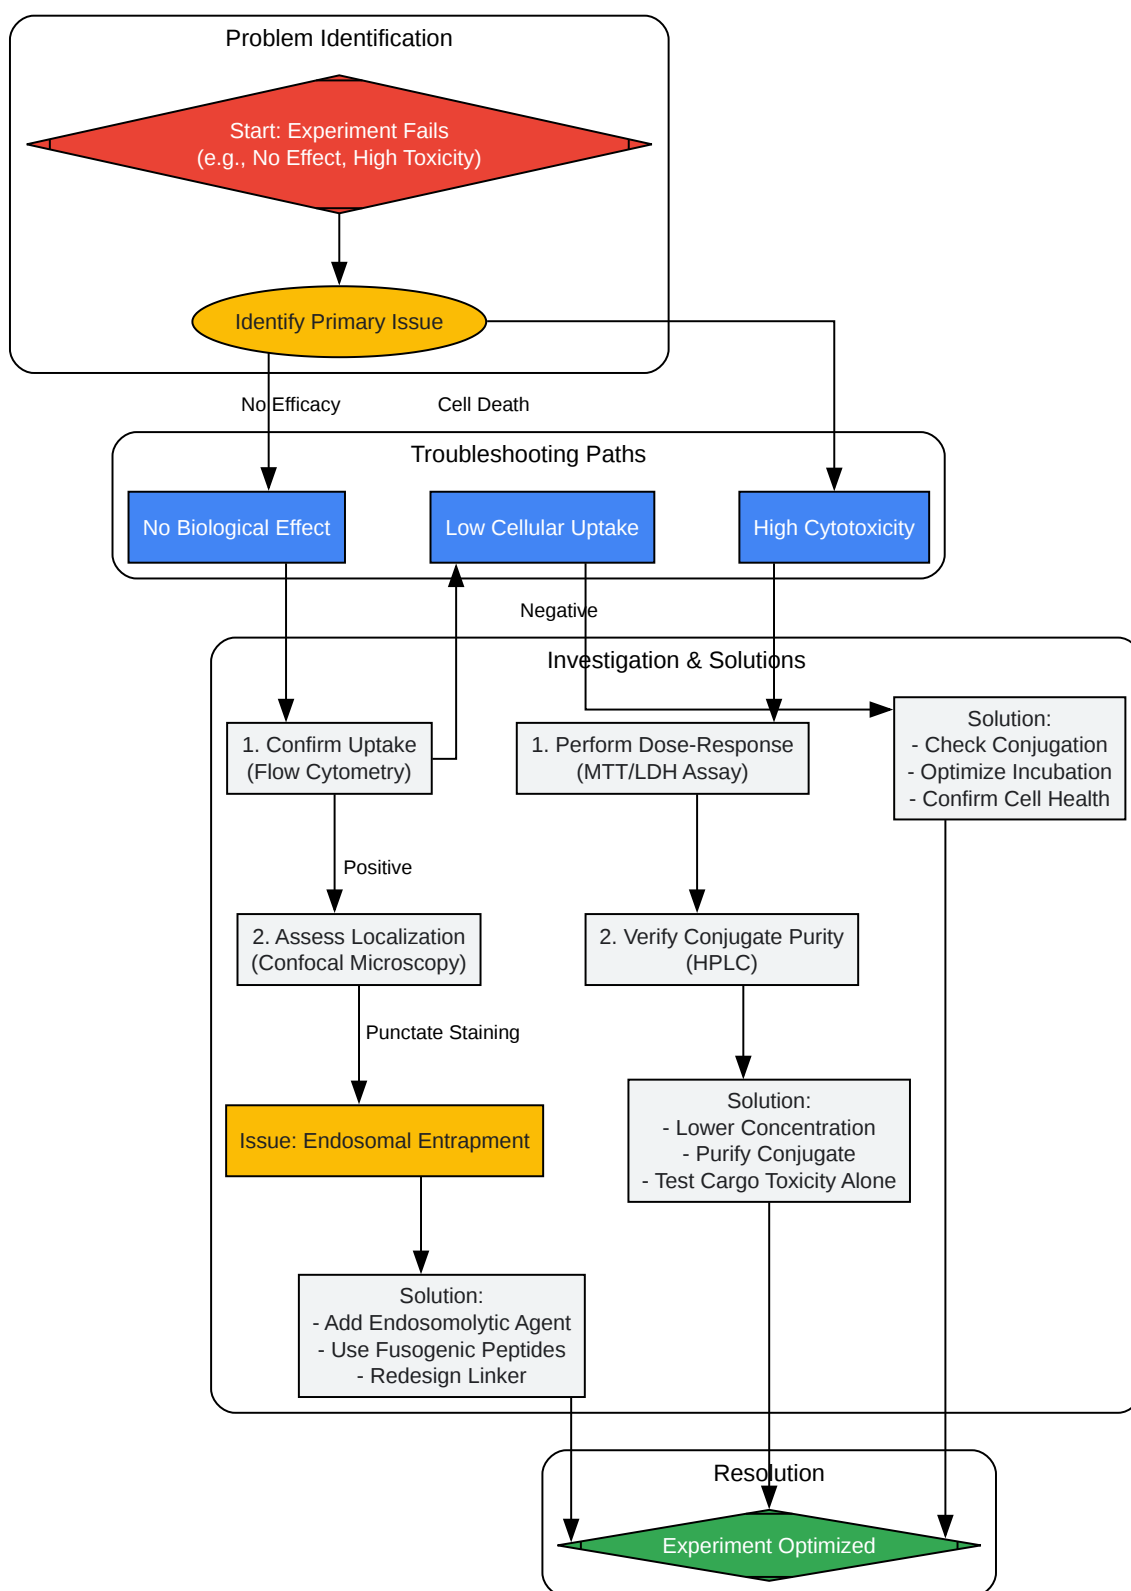 Problem Identification
Start: Experiment Fails
(e.g., No Effect, High Toxicity)
Identify Primary Issue
No Efficacy
Cell Death
Troubleshooting Paths
No Biological Effect
Low Cellular Uptake
High Cytotoxicity
Negative
Investigation & Solutions
1. Confirm Uptake
(Flow Cytometry)
1. Perform Dose-Response
(MTT/LDH Assay)
Solution:
- Check Conjugation
- Optimize Incubation
- Confirm Cell Health
Positive
2. Assess Localization
(Confocal Microscopy)
2. Verify Conjugate Purity
(HPLC)
Punctate Staining
Issue: Endosomal Entrapment
Solution:
- Lower Concentration
- Purify Conjugate
- Test Cargo Toxicity Alone
Solution:
- Add Endosomolytic Agent
- Use Fusogenic Peptides
- Redesign Linker
Resolution
Experiment Optimized